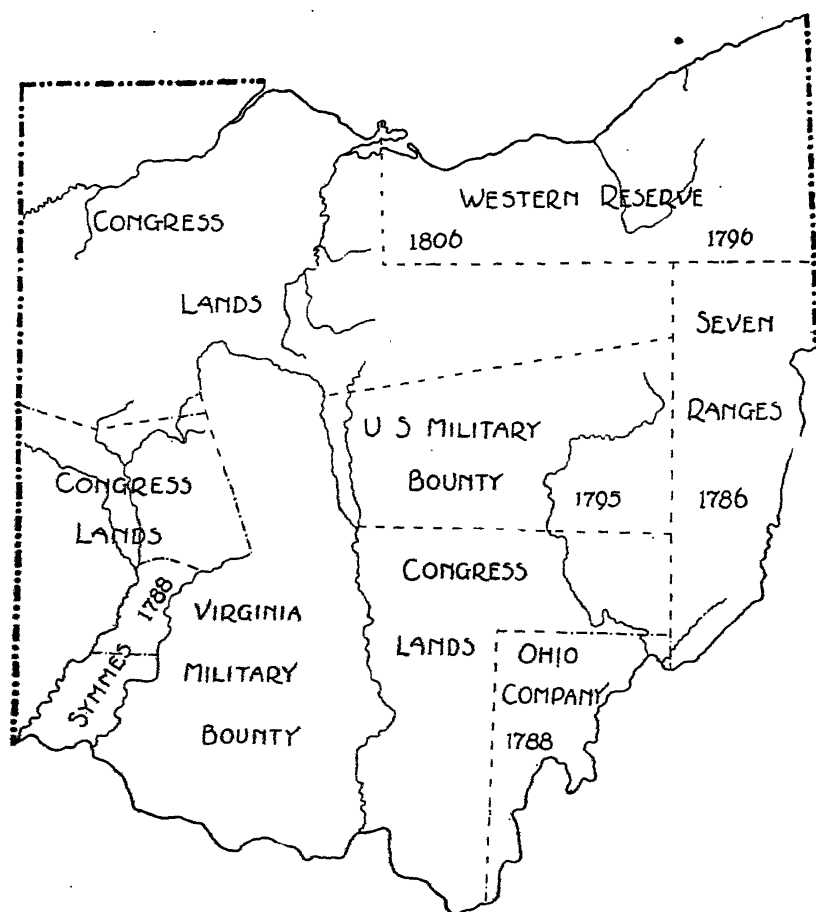 WESTERN RESERVE
1806
1796
CONGRESS
LANDS
SEVEN
RANGES
1786
U S MILITARY
BOUNTY
1795
CONGRESS
LANDS
1788
SYMMES
VIRGINIA
MILITARY
BOUNTY
CONGRESS
LANDS
OHIO
COMPANY
1788